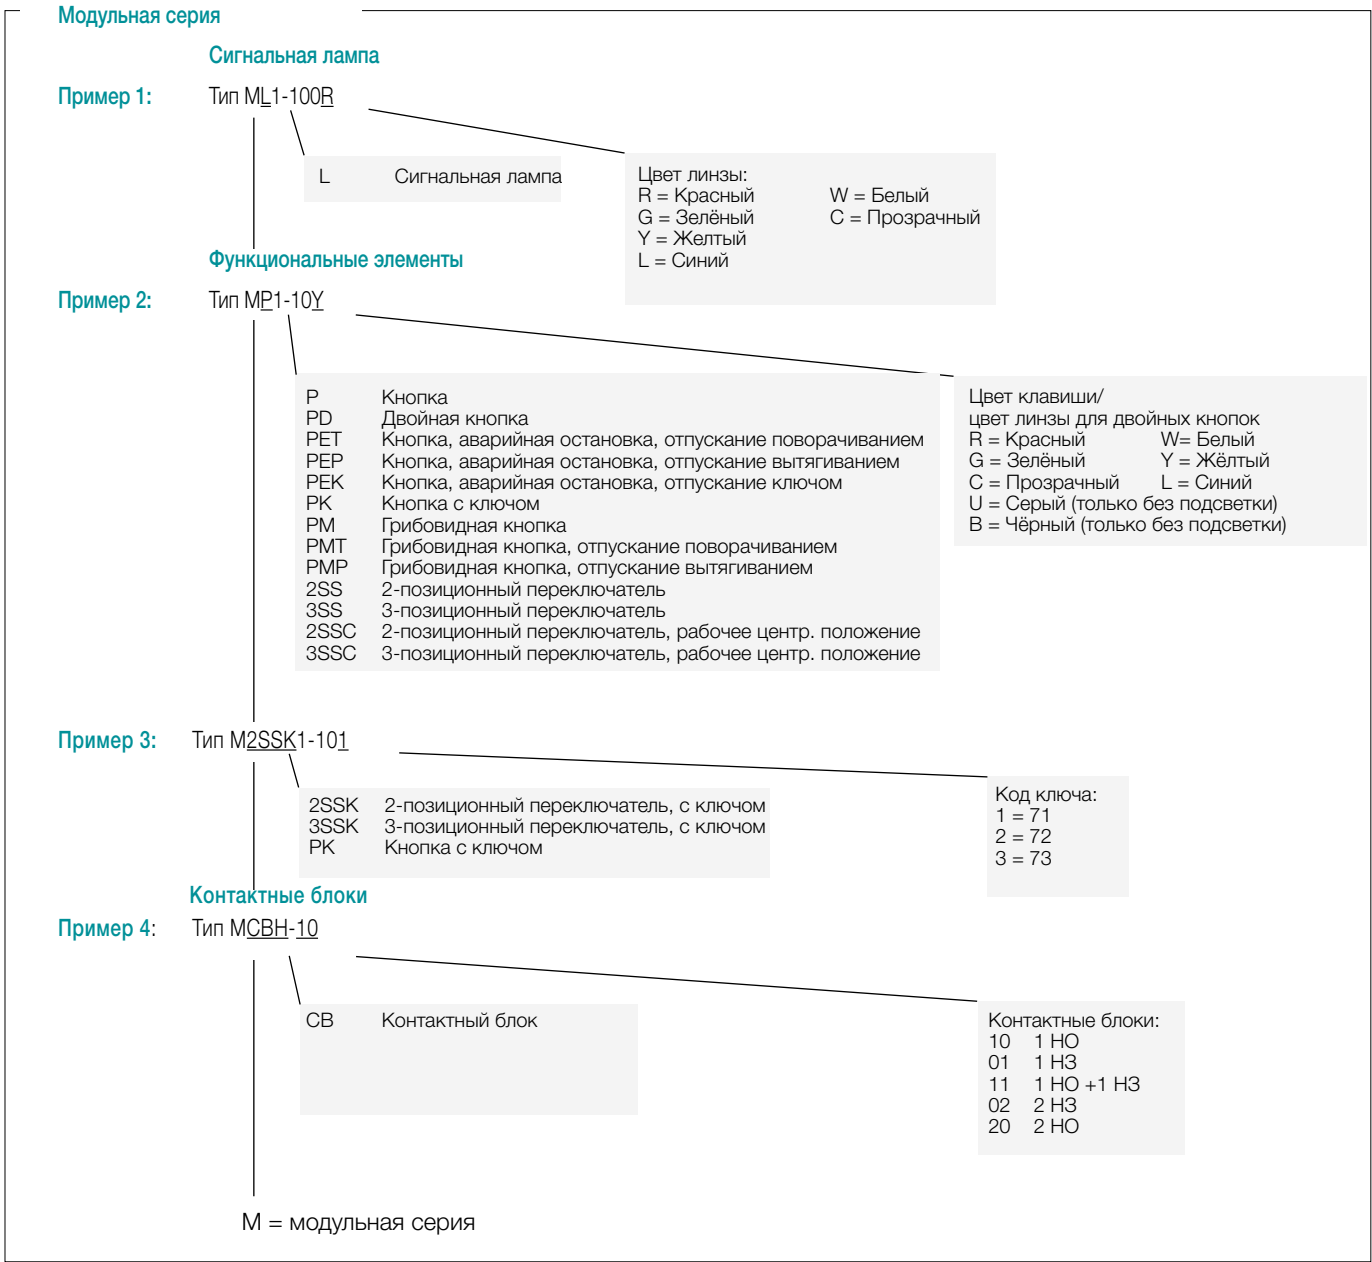 Модульная серия
Сигнальная лампа
Пример 1: Тип ML1-100R
L Сигнальная лампа
Цвет линзы:
R = Красный W = Белый
G = Зелёный C = Прозрачный
Y = Желтый
L = Синий
Функциональные элементы
Пример 2: Тип MP1-10Y
P Кнопка
PD Двойная кнопка
PET Кнопка, аварийная остановка, отпускание поворачиванием
PEP Кнопка, аварийная остановка, отпускание вытягиванием
PEK Кнопка, аварийная остановка, отпускание ключом
PK Кнопка с ключом
PM Грибовидная кнопка
PMT Грибовидная кнопка, отпускание поворачиванием
PMP Грибовидная кнопка, отпускание вытягиванием
2SS 2-позиционный переключатель
3SS 3-позиционный переключатель
2SSC 2-позиционный переключатель, рабочее центр. положение
3SSC 3-позиционный переключатель, рабочее центр. положение
Цвет клавиши/
цвет линзы для двойных кнопок
R = Красный W= Белый
G = Зелёный Y = Жёлтый
C = Прозрачный L = Синий
U = Серый (только без подсветки)
B = Чёрный (только без подсветки)
Пример 3: Тип M2SSK1-101
2SSK 2-позиционный переключатель, с ключом
3SSK 3-позиционный переключатель, с ключом
PK Кнопка с ключом
Код ключа:
1 = 71
2 = 72
3 = 73
Контактные блоки
Пример 4: Тип MCBH-10
CB Контактный блок
Контактные блоки:
10 1 НО
01 1 НЗ
11 1 НО +1 НЗ
02 2 НЗ
20 2 НО
M = модульная серия